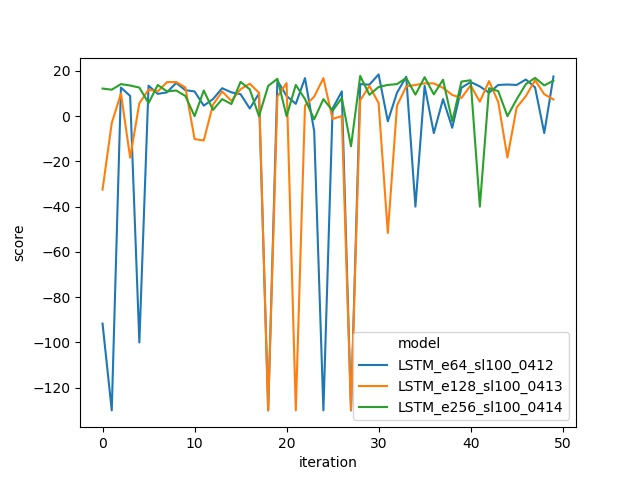 20
0
−20
−40
−60
−80
−100
−120
score
0
10
20
30
40
50
iteration
model
LSTM_e64_sl100_0412
LSTM_e128_sl100_0413
LSTM_e256_sl100_0414